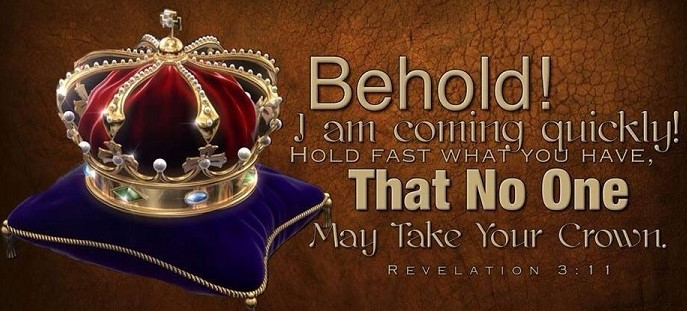 Behold!
I am coming quickly!
Hold fast what you have,
That No One
May Take Your Crown.
Revelation 3:11